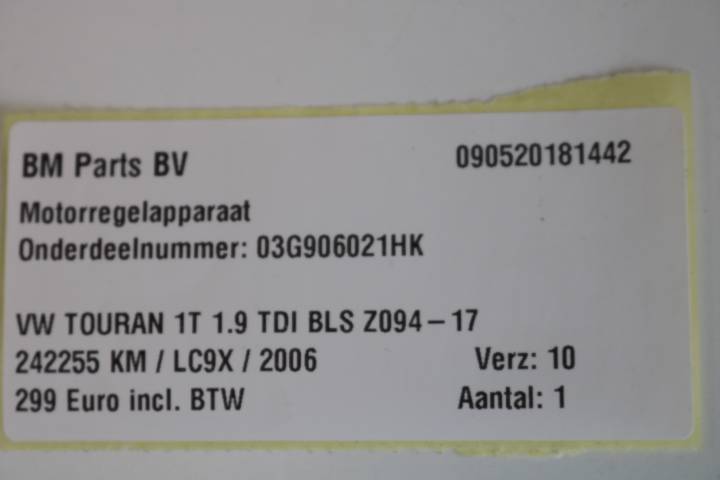 BM Parts BV 090520181442
Motorregelapparaat
Onderdeelnummer: 03G906021HK
VW TOURAN 1T 1.9 TDI BLS Z094-17
242255 KM / LC9X / 2006 Verz: 10
299 Euro incl. BTW Aantal: 1